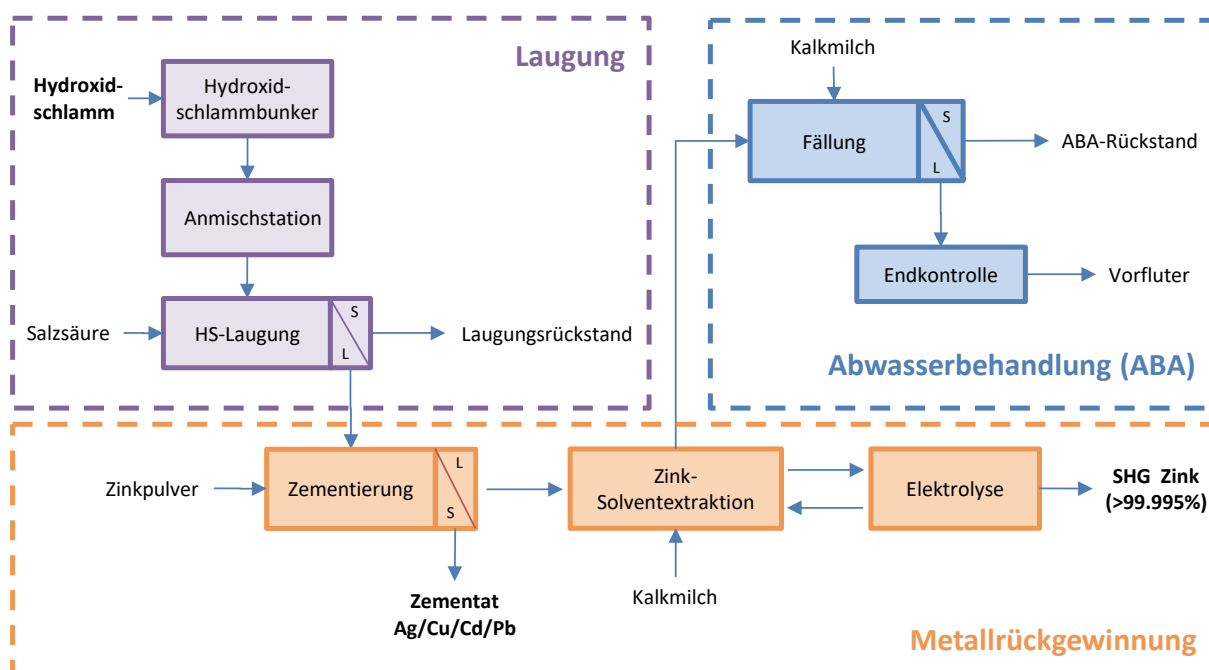 Laugung
Hydroxid-
schlamm
Hydroxid-
schlammbunker
Anmischstation
Salzsäure
HS-Laugung
S
L
Laugungsrückstand
Kalkmilch
Fällung
S
L
ABA-Rückstand
Endkontrolle
Vorfluter
Abwasserbehandlung (ABA)
Zinkpulver
Zementierung
L
S
Zink-
Solventextraktion
Elektrolyse
SHG Zink
(>99.995%)
Zementat
Ag/Cu/Cd/Pb
Kalkmilch
Metallrückgewinnung